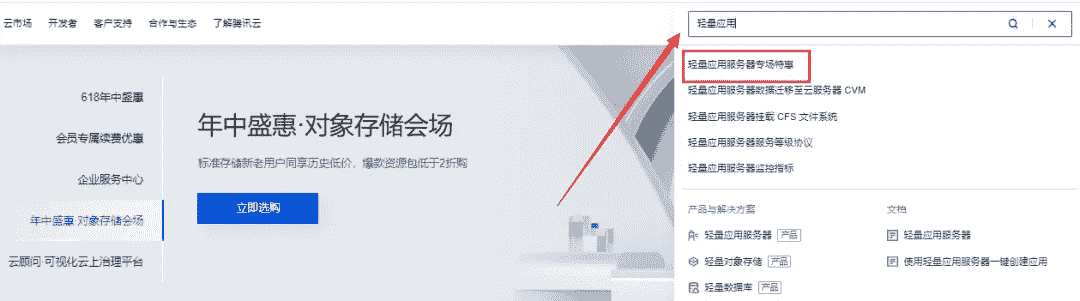 云市场 开发者 客户支持 合作与生态 了解腾讯云
轻量应用
618年中盛惠
会员专属续费优惠
企业服务中心
年中盛惠·对象存储会场
云顾问·可视化云上治理平台
年中盛惠·对象存储会场
标准存储新老用户同享历史低价，爆款资源包低于2折购
立即选购
轻量应用服务器专场特惠
轻量应用服务器数据迁移至云服务器 CVM
轻量应用服务器挂载 CFS 文件系统
轻量应用服务器服务等级协议
轻量应用服务器监控指标
产品与解决方案
轻量应用服务器 产品
轻量对象存储 产品
轻量数据库 产品
文档
轻量应用服务器
使用轻量应用服务器一键创建应用